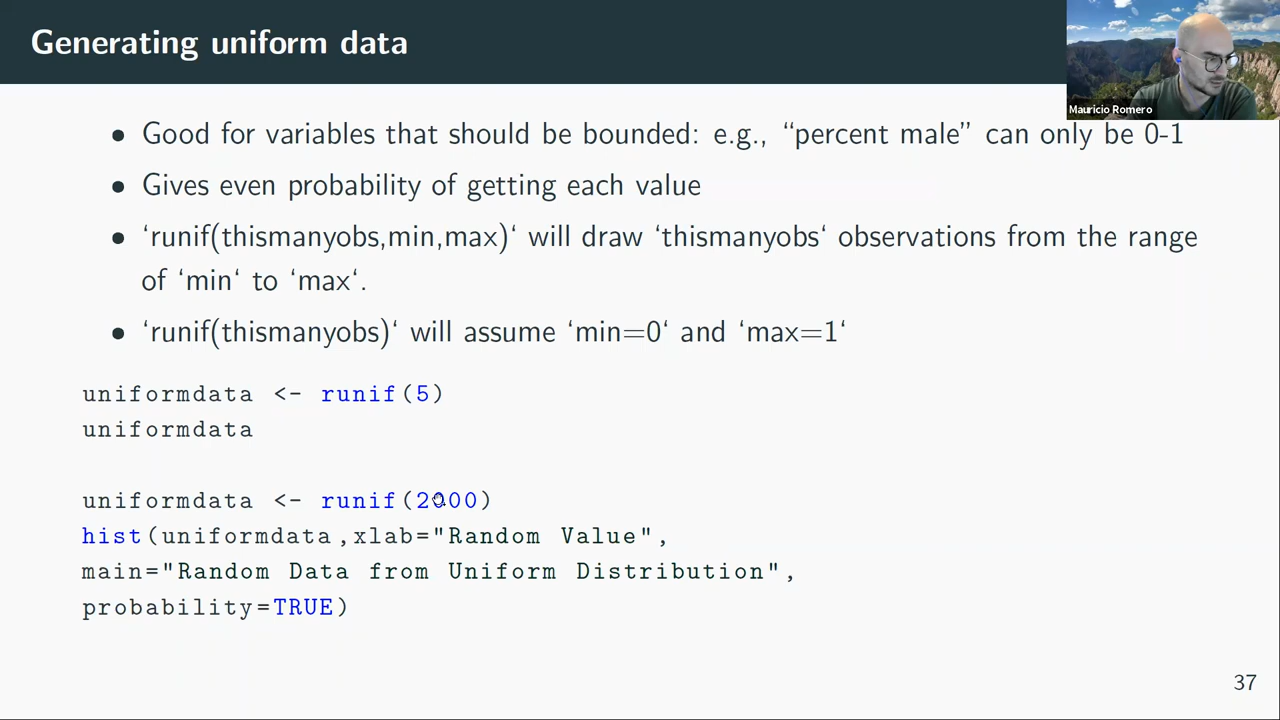 Generating uniform data
Mauricio Romero
• Good for variables that should be bounded: e.g., “percent male” can only be 0-1
• Gives even probability of getting each value
• ‘runif(thismanyobs,min,max)‘ will draw ‘thismanyobs‘ observations from the range
of ‘min‘ to ‘max‘.
• ‘runif(thismanyobs)‘ will assume ‘min=0‘ and ‘max=1‘
uniformdata <- runif(5)
uniformdata
uniformdata <- runif(2000)
hist(uniformdata,xlab="Random Value",
main="Random Data from Uniform Distribution",
probability=TRUE)
37